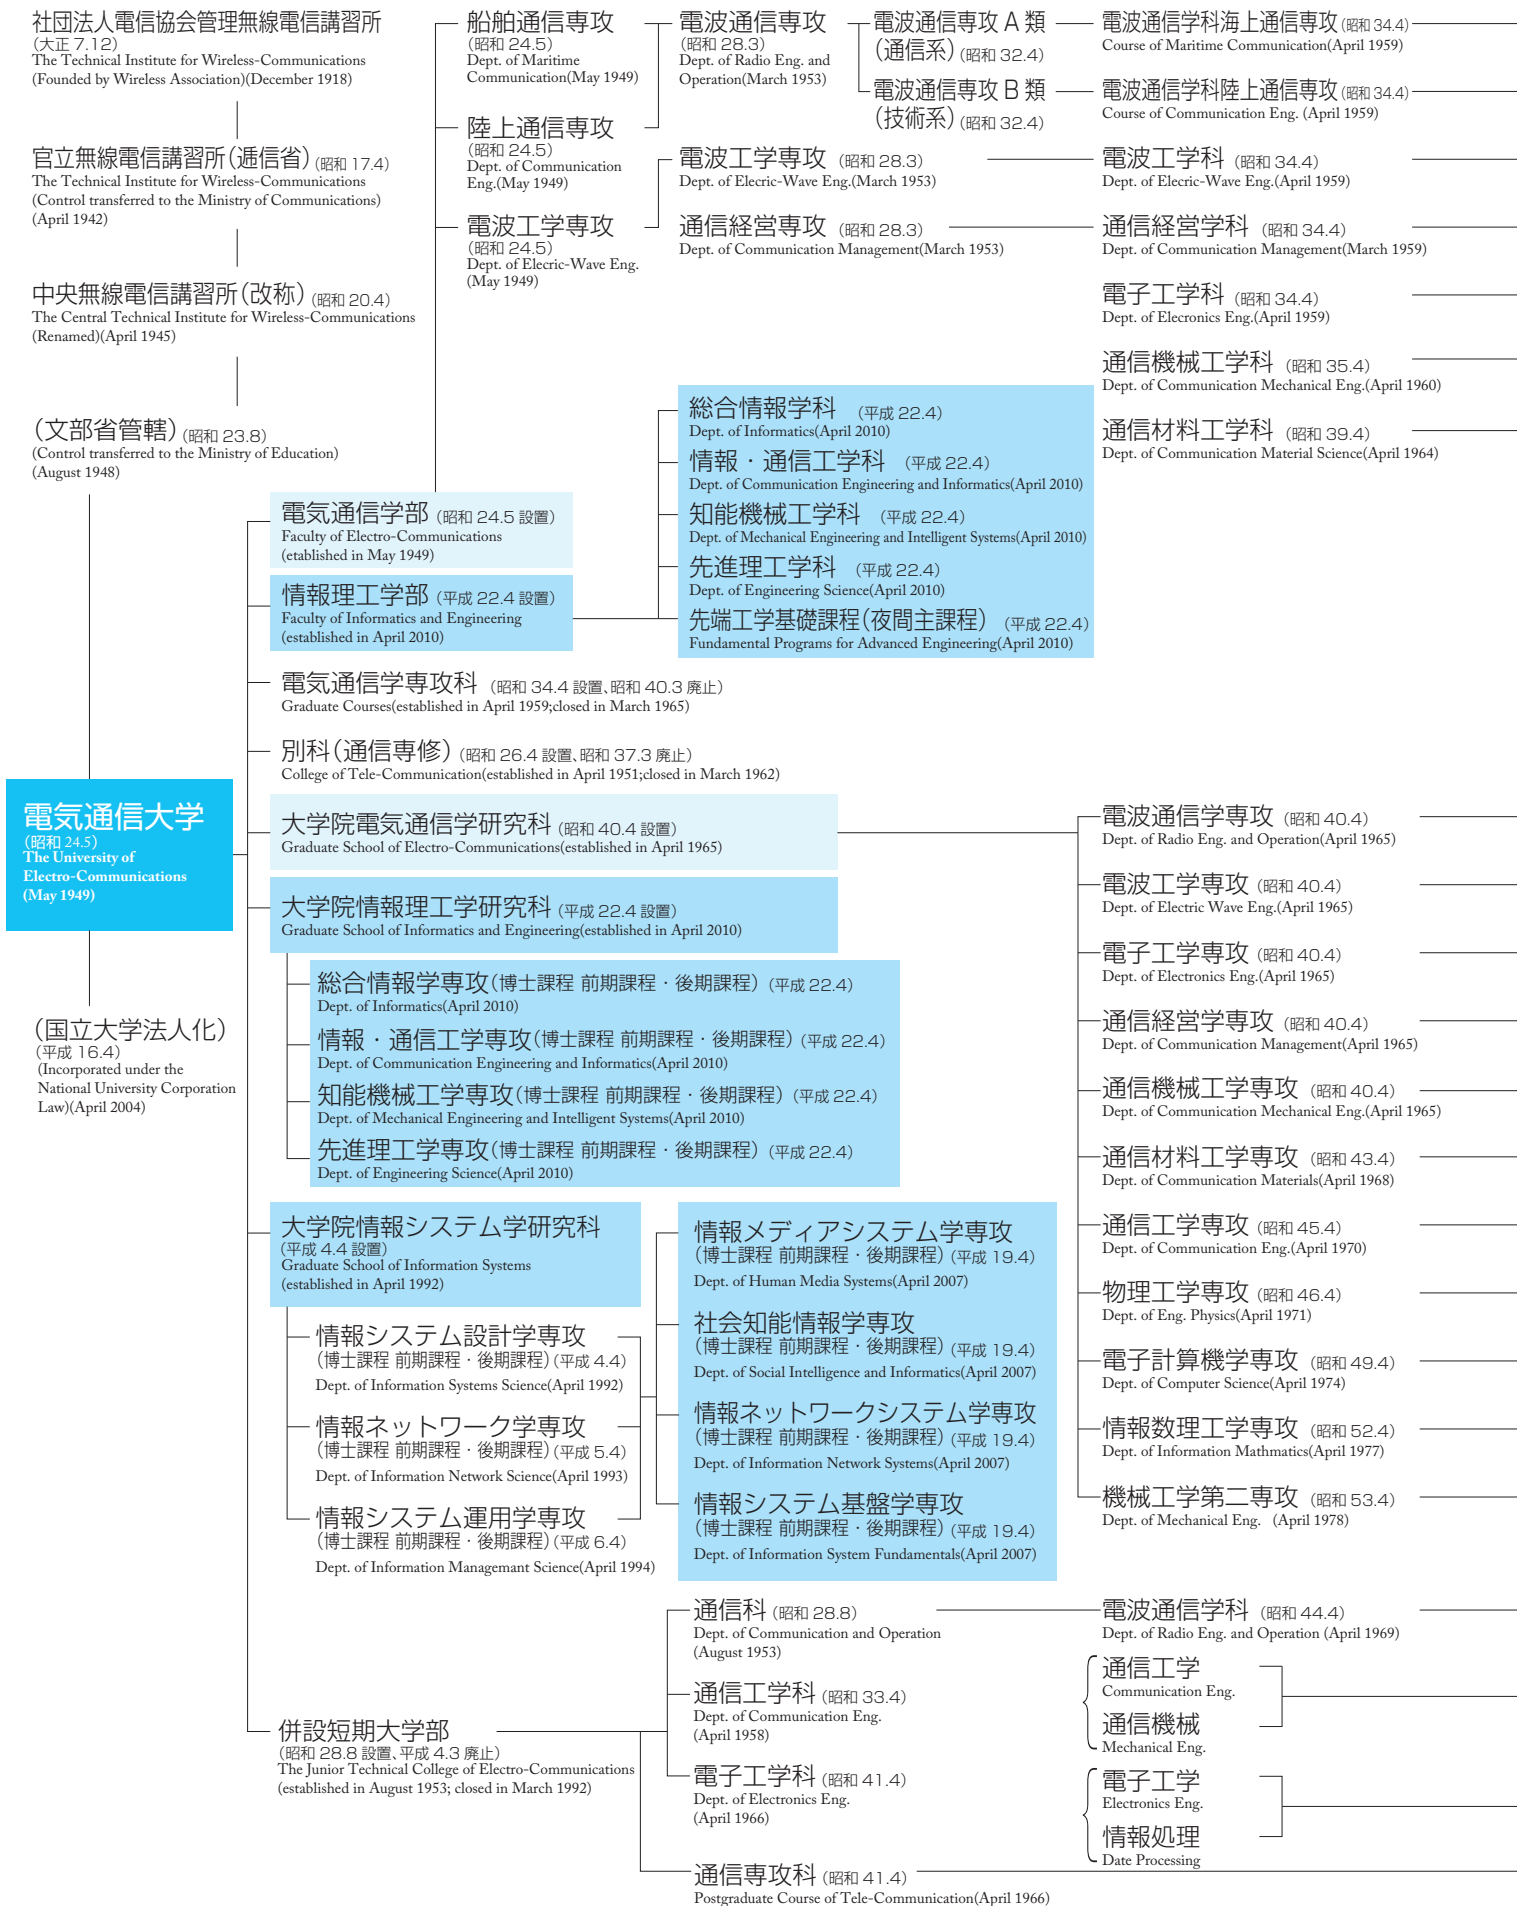 社団法人電信協会管理無線電信講習所
(大正 7.12)
The Technical Institute for Wireless-Communications
(Founded by Wireless Association)(December 1918)
官立無線電信講習所(逓信省) (昭和 17.4)
The Technical Institute for Wireless-Communications
(Control transferred to the Ministry of Communications)
(April 1942)
中央無線電信講習所(改称) (昭和 20.4)
The Central Technical Institute for Wireless-Communications
(Renamed)(April 1945)
(文部省管轄) (昭和 23.8)
(Control transferred to the Ministry of Education)
(August 1948)
電気通信大学
(昭和 24.5)
The University of
Electro-Communications
(May 1949)
(国立大学法人化)
(平成 16.4)
(Incorporated under the
National University Corporation
Law)(April 2004)
船舶通信専攻
(昭和 24.5)
Dept. of Maritime
Communication(May 1949)
陸上通信専攻
(昭和 24.5)
Dept. of Communication
Eng.(May 1949)
電波工学専攻
(昭和 24.5)
Dept. of Elecric-Wave Eng.
(May 1949)
電波通信専攻
(昭和 28.3)
Dept. of Radio Eng. and
Operation(March 1953)
電波工学専攻 (昭和 28.3)
Dept. of Elecric-Wave Eng.(March 1953)
通信経営専攻 (昭和 28.3)
Dept. of Communication Management(March 1953)
電波通信専攻 A 類
(通信系) (昭和 32.4)
電波通信専攻 B 類
(技術系) (昭和 32.4)
電波通信学科海上通信専攻 (昭和 34.4)
Course of Maritime Communication(April 1959)
電波通信学科陸上通信専攻 (昭和 34.4)
Course of Communication Eng. (April 1959)
電波工学科 (昭和 34.4)
Dept. of Elecric-Wave Eng.(April 1959)
通信経営学科 (昭和 34.4)
Dept. of Communication Management(March 1959)
電子工学科 (昭和 34.4)
Dept. of Elecronics Eng.(April 1959)
通信機械工学科 (昭和 35.4)
Dept. of Communication Mechanical Eng.(April 1960)
通信材料工学科 (昭和 39.4)
Dept. of Communication Material Science(April 1964)
電気通信学部 (昭和 24.5 設置)
Faculty of Electro-Communications
(etablished in May 1949)
情報理工学部 (平成 22.4 設置)
Faculty of Informatics and Engineering
(established in April 2010)
総合情報学科 (平成 22.4)
Dept. of Informatics(April 2010)
情報・通信工学科 (平成 22.4)
Dept. of Communication Engineering and Informatics(April 2010)
知能機械工学科 (平成 22.4)
Dept. of Mechanical Engineering and Intelligent Systems(April 2010)
先進理工学科 (平成 22.4)
Dept. of Engineering Science(April 2010)
先端工学基礎課程(夜間主課程) (平成 22.4)
Fundamental Programs for Advanced Engineering(April 2010)
電気通信学専攻科 (昭和 34.4 設置、昭和 40.3 廃止)
Graduate Courses(established in April 1959;closed in March 1965)
別科(通信専修) (昭和 26.4 設置、昭和 37.3 廃止)
College of Tele-Communication(established in April 1951;closed in March 1962)
大学院電気通信学研究科 (昭和 40.4 設置)
Graduate School of Electro-Communications(established in April 1965)
大学院情報理工学研究科 (平成 22.4 設置)
Graduate School of Informatics and Engineering(established in April 2010)
総合情報学専攻(博士課程 前期課程・後期課程) (平成 22.4)
Dept. of Informatics(April 2010)
情報・通信工学専攻(博士課程 前期課程・後期課程) (平成 22.4)
Dept. of Communication Engineering and Informatics(April 2010)
知能機械工学専攻(博士課程 前期課程・後期課程) (平成 22.4)
Dept. of Mechanical Engineering and Intelligent Systems(April 2010)
先進理工学専攻(博士課程 前期課程・後期課程) (平成 22.4)
Dept. of Engineering Science(April 2010)
大学院情報システム学研究科
(平成 4.4 設置)
Graduate School of Information Systems
(established in April 1992)
情報システム設計学専攻
(博士課程 前期課程・後期課程) (平成 4.4)
Dept. of Information Systems Science(April 1992)
情報ネットワーク学専攻
(博士課程 前期課程・後期課程) (平成 5.4)
Dept. of Information Network Science(April 1993)
情報システム運用学専攻
(博士課程 前期課程・後期課程) (平成 6.4)
Dept. of Information Managemant Science(April 1994)
情報メディアシステム学専攻
(博士課程 前期課程・後期課程) (平成 19.4)
Dept. of Human Media Systems(April 2007)
社会知能情報学専攻
(博士課程 前期課程・後期課程) (平成 19.4)
Dept. of Social Intelligence and Informatics(April 2007)
情報ネットワークシステム学専攻
(博士課程 前期課程・後期課程) (平成 19.4)
Dept. of Information Network Systems(April 2007)
情報システム基盤学専攻
(博士課程 前期課程・後期課程) (平成 19.4)
Dept. of Information System Fundamentals(April 2007)
電波通信学専攻 (昭和 40.4)
Dept. of Radio Eng. and Operation(April 1965)
電波工学専攻 (昭和 40.4)
Dept. of Electric Wave Eng.(April 1965)
電子工学専攻 (昭和 40.4)
Dept. of Electronics Eng.(April 1965)
通信経営学専攻 (昭和 40.4)
Dept. of Communication Management(April 1965)
通信機械工学専攻 (昭和 40.4)
Dept. of Communication Mechanical Eng.(April 1965)
通信材料工学専攻 (昭和 43.4)
Dept. of Communication Materials(April 1968)
通信工学専攻 (昭和 45.4)
Dept. of Communication Eng.(April 1970)
物理工学専攻 (昭和 46.4)
Dept. of Eng. Physics(April 1971)
電子計算機学専攻 (昭和 49.4)
Dept. of Computer Science(April 1974)
情報数理工学専攻 (昭和 52.4)
Dept. of Information Mathmatics(April 1977)
機械工学第二専攻 (昭和 53.4)
Dept. of Mechanical Eng. (April 1978)
併設短期大学部
(昭和 28.8 設置、平成 4.3 廃止)
The Junior Technical College of Electro-Communications
(established in August 1953; closed in March 1992)
通信科 (昭和 28.8)
Dept. of Communication and Operation
(August 1953)
通信工学科 (昭和 33.4)
Dept. of Communication Eng.
(April 1958)
電子工学科 (昭和 41.4)
Dept. of Electronics Eng.
(April 1966)
通信専攻科 (昭和 41.4)
Postgraduate Course of Tele-Communication(April 1966)
電波通信学科 (昭和 44.4)
Dept. of Radio Eng. and Operation (April 1969)
通信工学
Communication Eng.
通信機械
Mechanical Eng.
電子工学
Electronics Eng.
情報処理
Date Processing